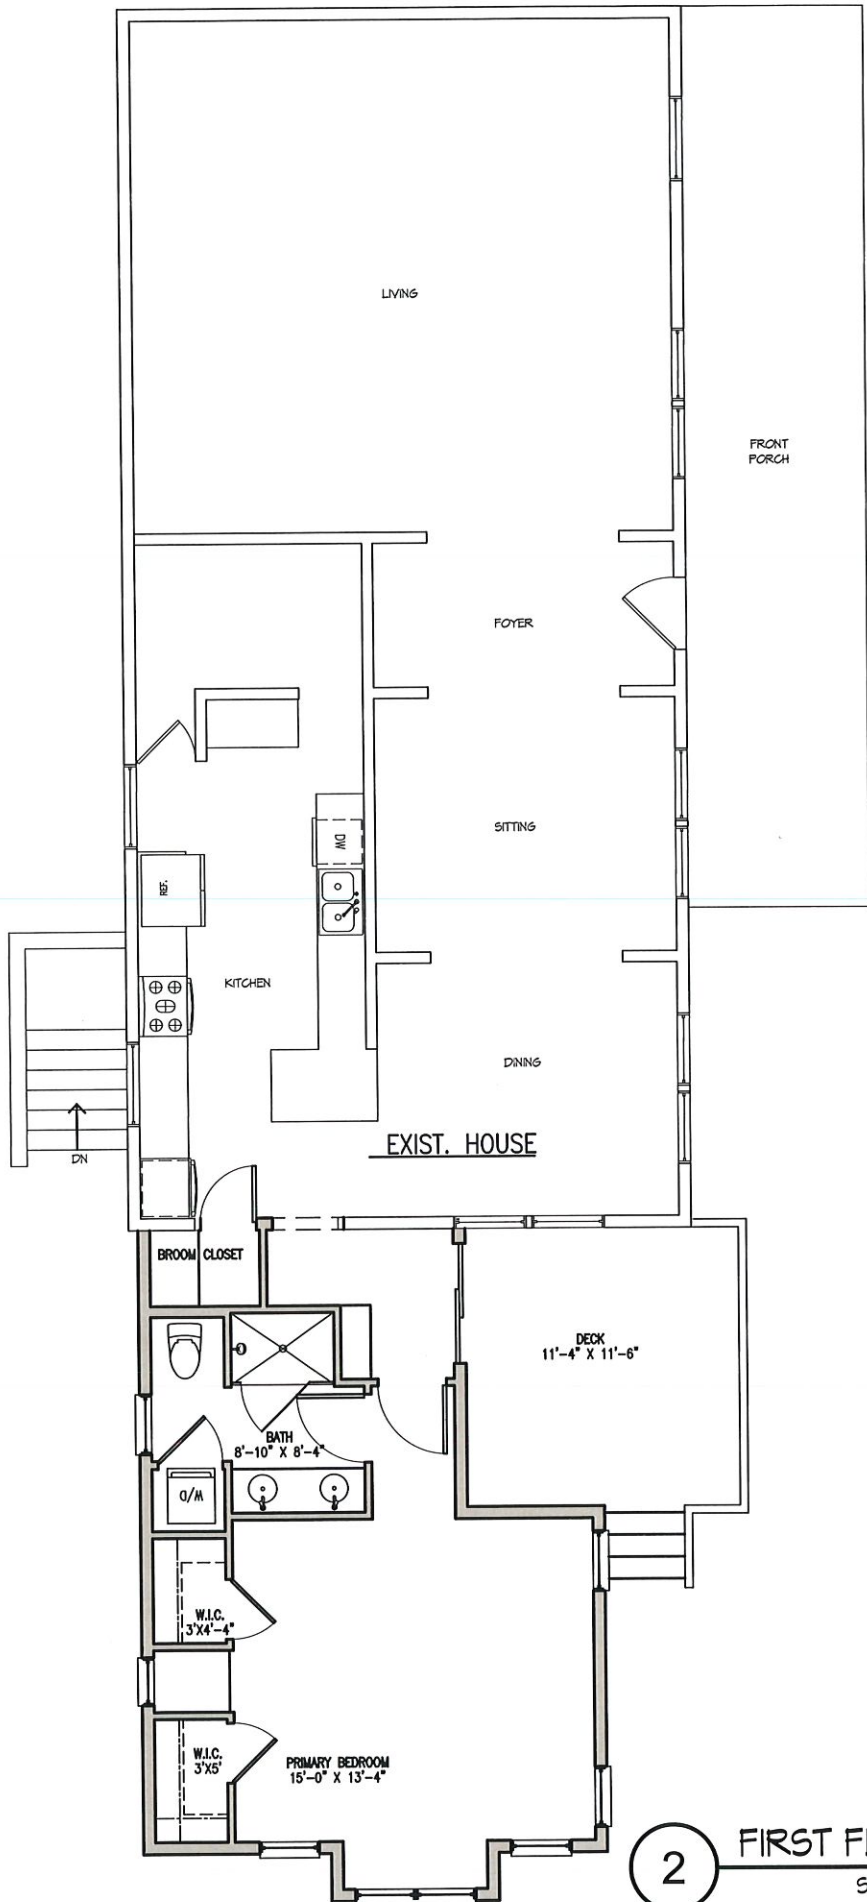 LIVING
FRONT
PORCH
FOYER
SITTING
DW
REF.
KITCHEN
DINING
EXIST. HOUSE
DN
BROOM CLOSET
DECK
11'-4" X 11'-6"
BATH
8'-10" X 8'-4"
W/D
W.I.C.
3'X4'-4"
W.I.C.
3'X5'
PRIMARY BEDROOM
15'-0" X 13'-4"
2
FIRST